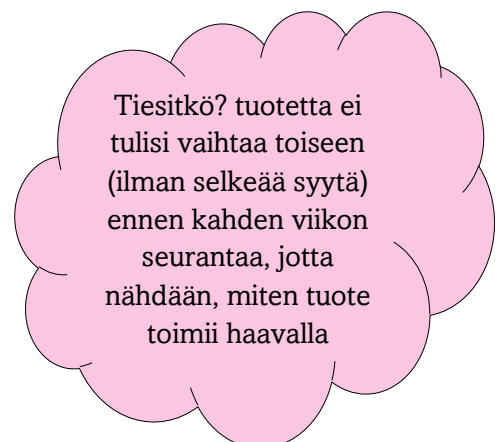 Tiesitkö? tuotetta ei
tulisi vaihtaa toiseen
(ilman selkeää syytä)
ennen kahden viikon
seurantaa, jotta
nähdään, miten tuote
toimii haavalla